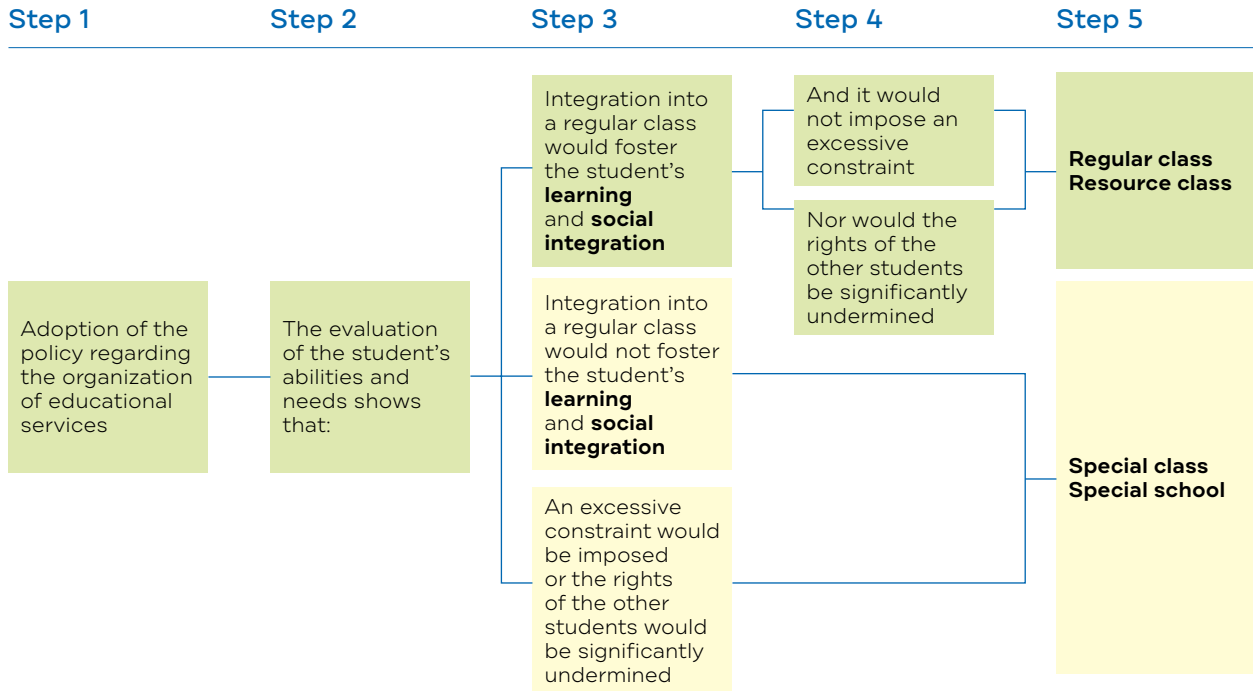 Step 1
Step 2
Step 3
Step 4
Step 5
Adoption of the
policy regarding
the organization
of educational
services
The evaluation
of the student’s
abilities and
needs shows
that:
Integration into
a regular class
would foster
the student’s
learning
and social
integration
Integration into
a regular class
would not foster
the student’s
learning
and social
integration
An excessive
constraint would
be imposed
or the rights
of the other
students would
be significantly
undermined
And it would
not impose an
excessive
constraint
Nor would the
rights of the
other students
be significantly
undermined
Regular class
Resource class
Special class
Special school